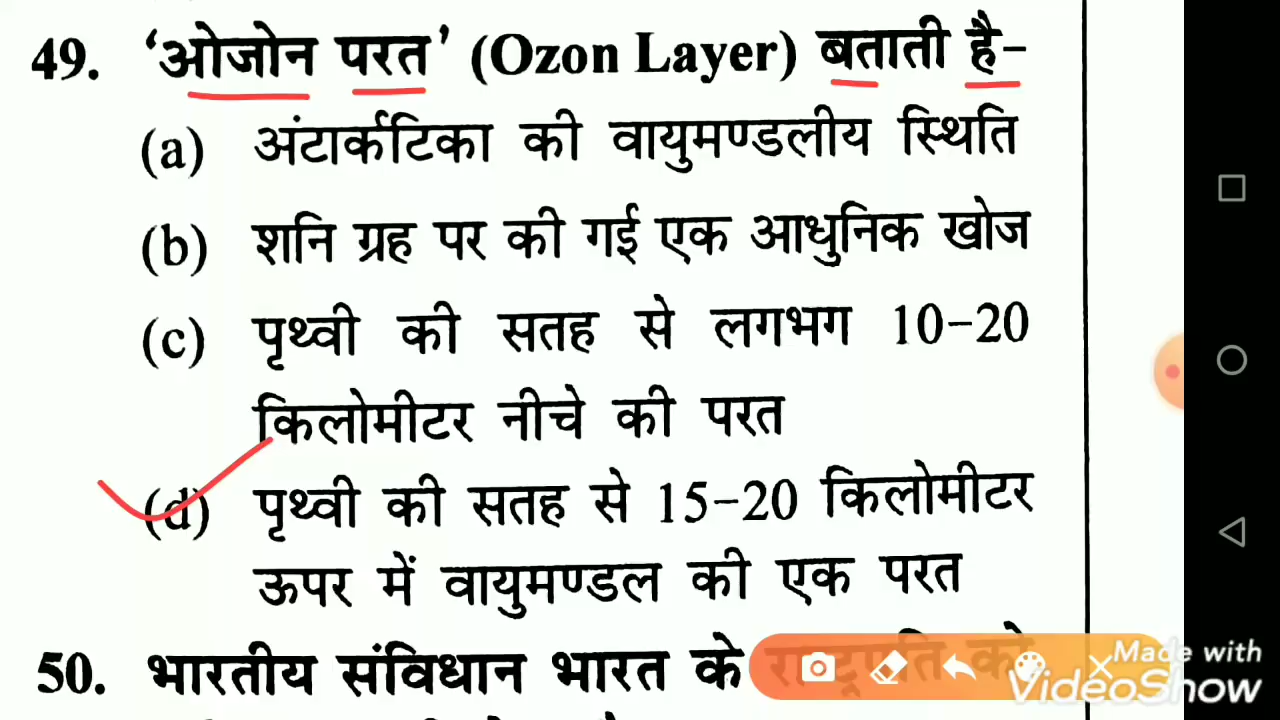 49. 'ओजोन परत' (Ozon Layer) बताती है-
(a) अंटार्कटिका की वायुमण्डलीय स्थिति
(b) शनि ग्रह पर की गई एक आधुनिक खोज
(c) पृथ्वी की सतह से लगभग 10-20
किलोमीटर नीचे की परत
(d) पृथ्वी की सतह से 15-20 किलोमीटर
ऊपर में वायुमण्डल की एक परत
50. भारतीय संविधान भारत के राष्ट्रपति को
Made with
VideoShow